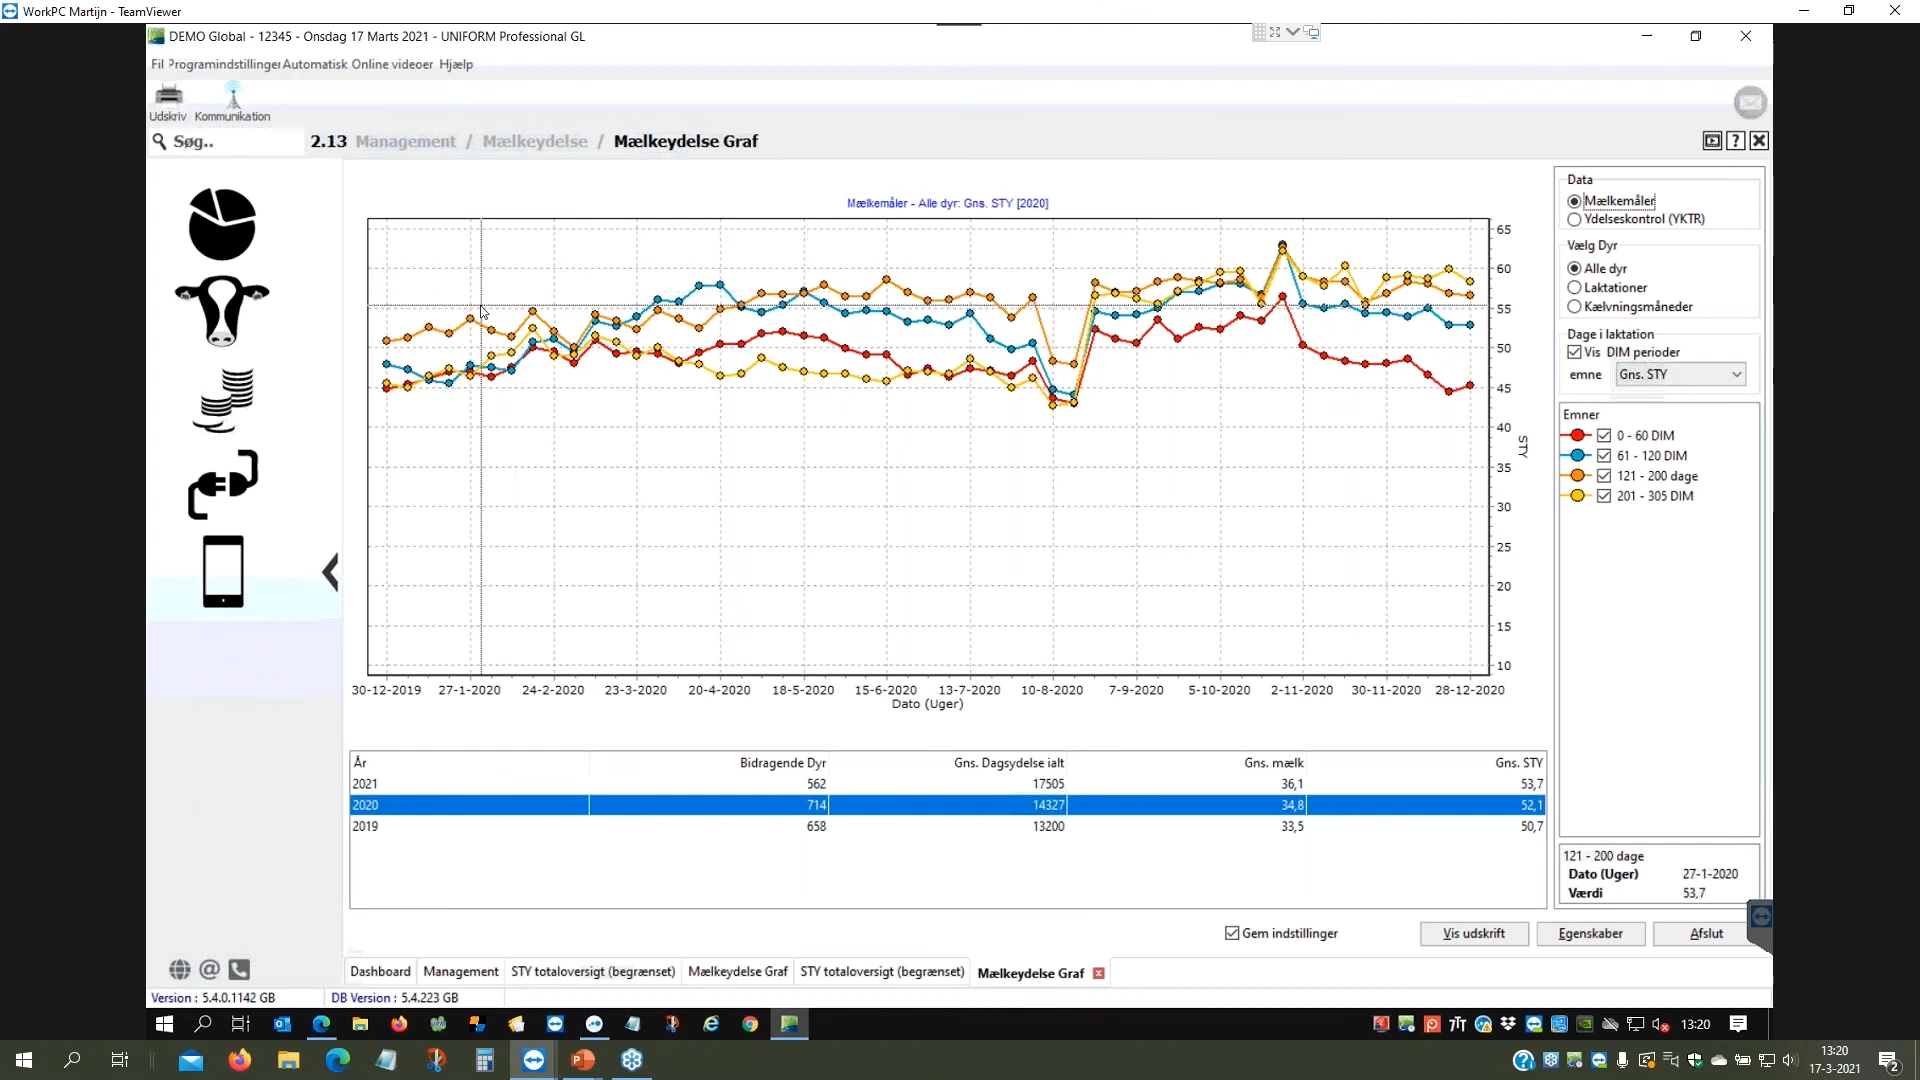 WorkPC Martijn - TeamViewer
DEMO Global - 12345 - Onsdag 17 Marts 2021 - UNIFORM Professional GL
Fil Programindstillinger Automatisk Online videoer Hjælp
Udskriv Kommunikation
Søg..
2.13 Management / Mælkeydelse / Mælkeydelse Graf
Mælkemåler - Alle dyr: Gns. STY [2020]
65
60
55
50
45
40
35
30
25
20
15
10
STY
30-12-2019 27-1-2020 24-2-2020 23-3-2020 20-4-2020 18-5-2020 15-6-2020 13-7-2020 10-8-2020 7-9-2020 5-10-2020 2-11-2020 30-11-2020 28-12-2020
Dato (Uger)
Data
Mælkemåler
Ydelseskontrol (YKTR)
Vælg Dyr
Alle dyr
Laktationer
Kælvningsmåneder
Dage i laktation
Vis DIM perioder
emne Gns. STY
Emner
0 - 60 DIM
61 - 120 DIM
121 - 200 dage
201 - 305 DIM
121 - 200 dage
Dato (Uger) 27-1-2020
Værdi 53,7
År Bidragende Dyr Gns. Dagsydelse ialt Gns. mælk Gns. STY
2021 562 17505 36,1 53,7
2020 714 14327 34,8 52,1
2019 658 13200 33,5 50,7
Gem indstillinger Vis udskrift Egenskaber Afslut
Dashboard Management STY totaloversigt (begrænset) Mælkeydelse Graf STY totaloversigt (begrænset) Mælkeydelse Graf
Version : 5.4.0.1142 GB DB Version : 5.4.223 GB
13:20
13:20
17-3-2021
2